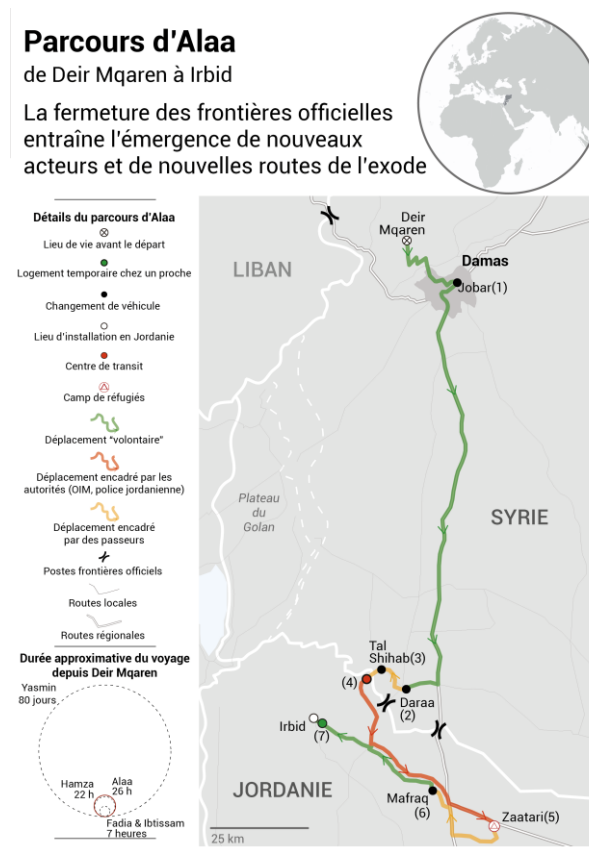 Parcours d'Alaa
de Deir Mqaren à Irbid
La fermeture des frontières officielles
entraîne l'émergence de nouveaux
acteurs et de nouvelles routes de l'exode
Détails du parcours d'Alaa
Lieu de vie avant le départ
Logement temporaire chez un proche
Changement de véhicule
Lieu d'installation en Jordanie
Centre de transit
Camp de réfugiés
Déplacement "volontaire"
Déplacement encadré par les
autorités (OIM, police jordanienne)
Déplacement encadré
par des passeurs
Postes frontières officiels
Routes locales
Routes régionales
Durée approximative du voyage
depuis Deir Mqaren
Yasmin
80 jours
Hamza
22 h
Alaa
26 h
Fadia & Ibtissam
7 heures
Deir
Mqaren
Damas
Jobar(1)
LIBAN
Plateau
du
Golan
SYRIE
Tal
Shihab(3)
(4)
Daraa
(2)
Irbid
(7)
JORDANIE
Mafraq
(6)
Zaatari(5)
25 km